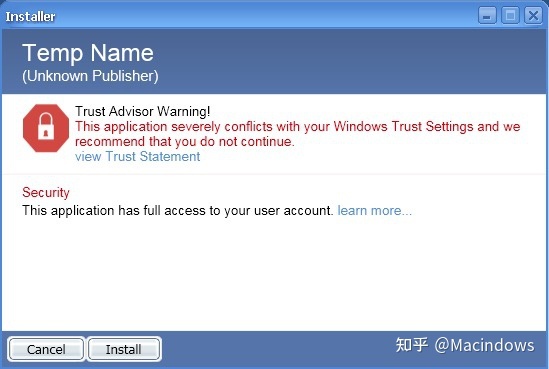 Installer
Temp Name
(Unknown Publisher)
Trust Advisor Warning!
This application severely conflicts with your Windows Trust Settings and we
recommend that you do not continue.
view Trust Statement
Security
This application has full access to your user account. learn more...
Cancel Install
知乎 @Macindows